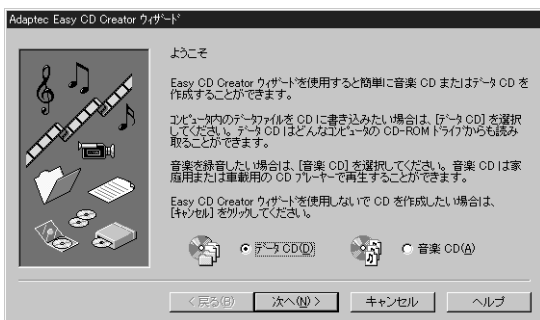 Adaptec Easy CD Creator ウィザード
ようこそ
Easy CD Creator ウィザードを使用すると簡単に音楽 CD またはデータ CD を
作成することができます。
コンピュータ内のデータファイルを CD に書き込みたい場合は、[データ CD] を選択
してください。データ CD はどんなコンピュータの CD-ROM ドライブからも読み
取ることができます。
音楽を録音したい場合は、[音楽 CD] を選択してください。音楽 CD は家
庭用または車載用の CD プレーヤーで再生することができます。
Easy CD Creator ウィザードを使用しないで CD を作成したい場合は、
[キャンセル] をクリックしてください。
データ CD(D)
音楽 CD(A)
< 戻る(B)
次へ(N) >
キャンセル
ヘルプ